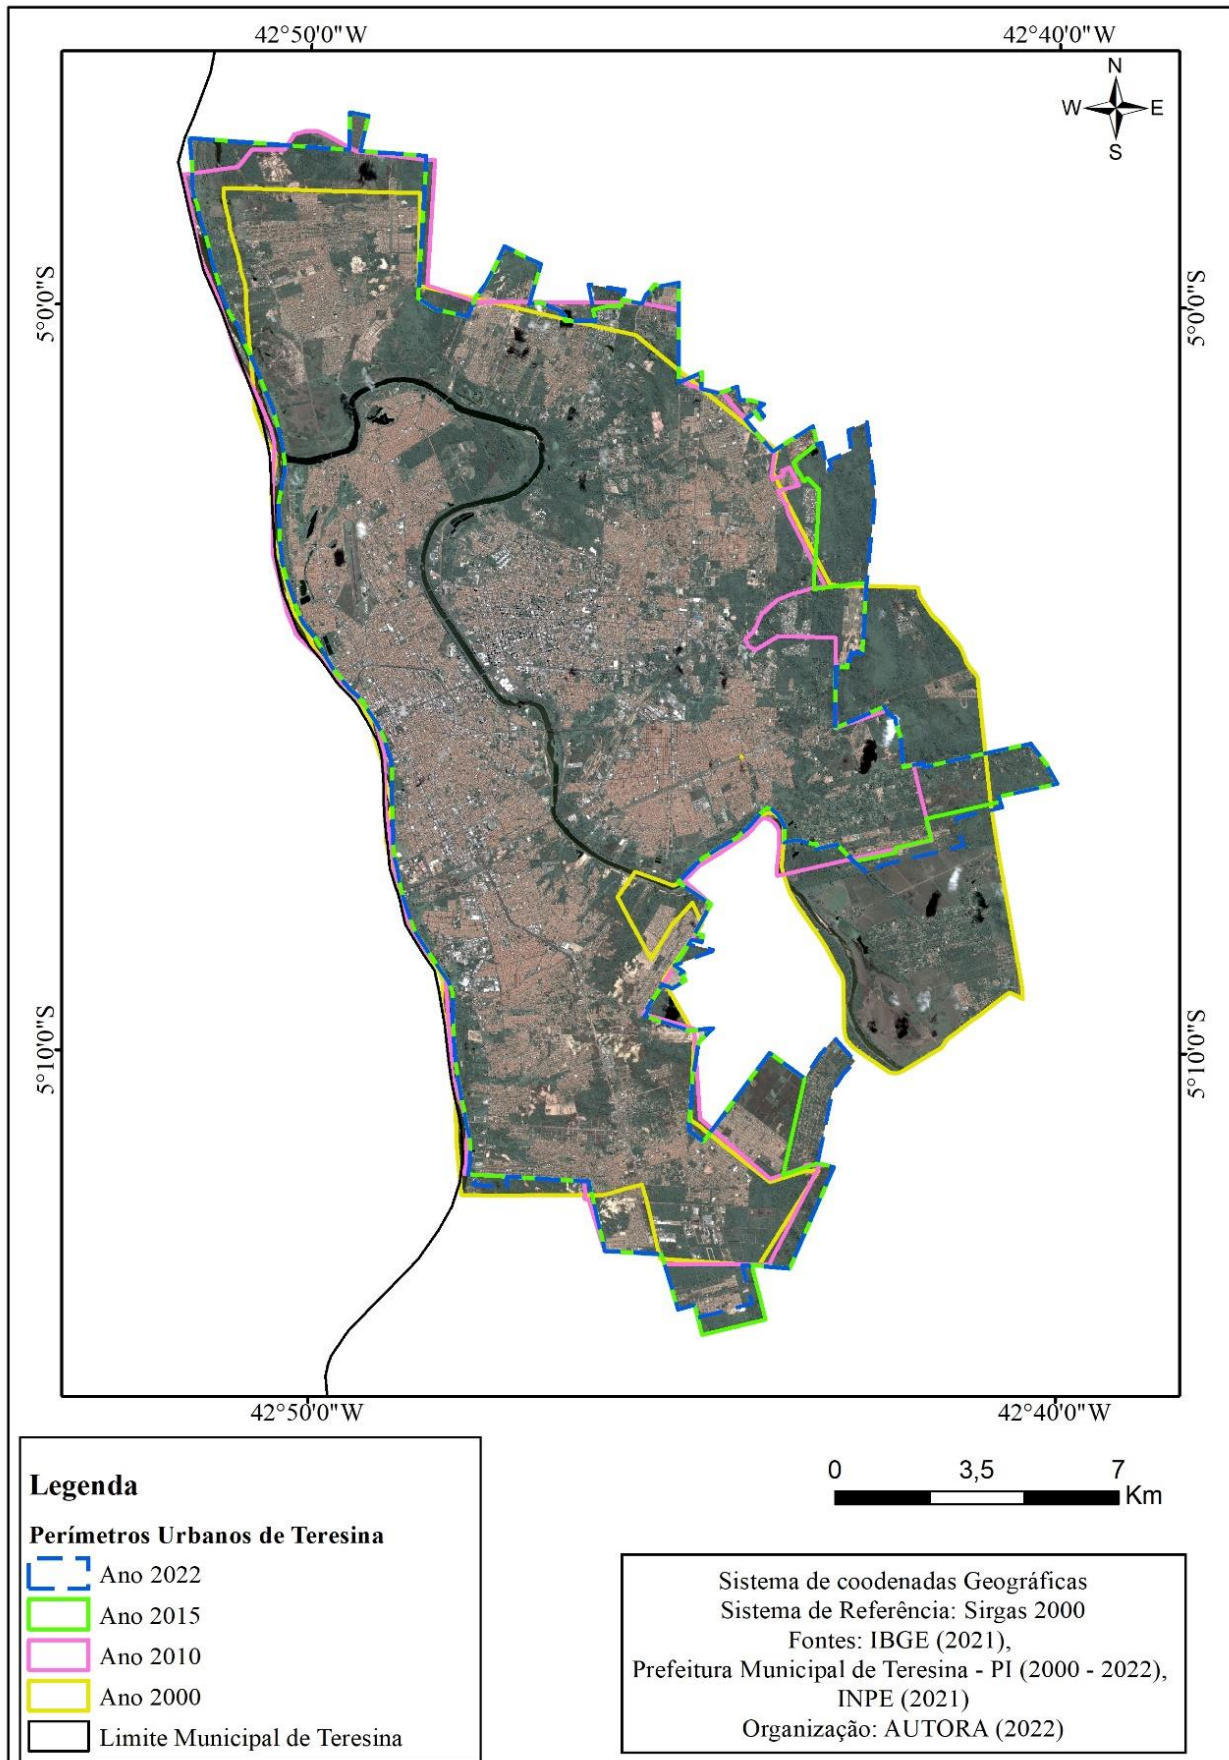 42°50'0"W
42°40'0"W
N
W
E
S
5°0'0"S
5°0'0"S
5°10'0"S
5°10'0"S
42°50'0"W
42°40'0"W
Legenda
Perímetros Urbanos de Teresina
Ano 2022
Ano 2015
Ano 2010
Ano 2000
Limite Municipal de Teresina
0
3,5
7
Km
Sistema de coodenadas Geográficas
Sistema de Referência: Sirgas 2000
Fontes: IBGE (2021),
Prefeitura Municipal de Teresina - PI (2000 - 2022),
INPE (2021)
Organização: AUTORA (2022)